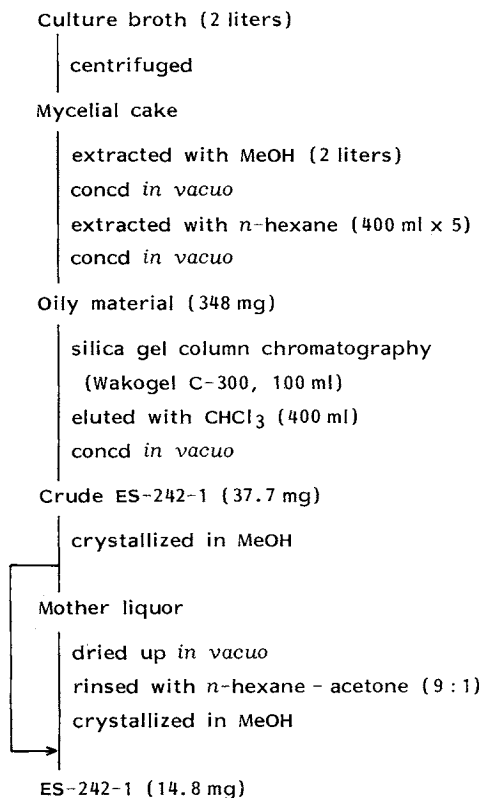 Culture broth (2 liters)
centrifuged
Mycelial cake
extracted with MeOH (2 liters)
concd in vacuo
extracted with n-hexane (400 ml x 5)
concd in vacuo
Oily material (348 mg)
silica gel column chromatography
(Wakogel C-300, 100 ml)
eluted with CHCl3 (400 ml)
concd in vacuo
Crude ES-242-1 (37.7 mg)
crystallized in MeOH
Mother liquor
dried up in vacuo
rinsed with n-hexane - acetone (9 : 1)
crystallized in MeOH
ES-242-1 (14.8 mg)